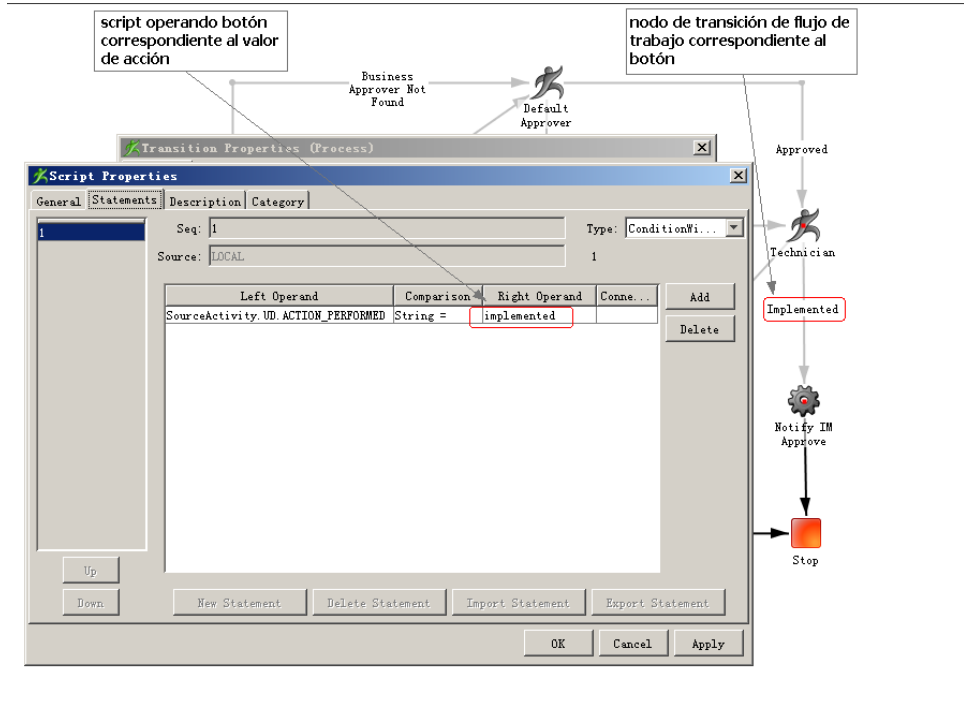 script operando botón
correspondiente al valor
de acción
nodo de transición de flujo de
trabajo correspondiente al
botón
Business
Approver Not
Found
Default
Approver
Transition Properties (Process)
Approved
Script Properties
General Statements Description Category
1
Seq: 1
Type: ConditionWi...
Source: LOCAL
1
Technician
Left Operand Comparison Right Operand Conne...
SourceActivity.UD.ACTION_PERFORMED String = implemented
Add
Delete
Implemented
Notify IM
Approve
Stop
Up
Down
New Statement Delete Statement Import Statement Export Statement
OK Cancel Apply